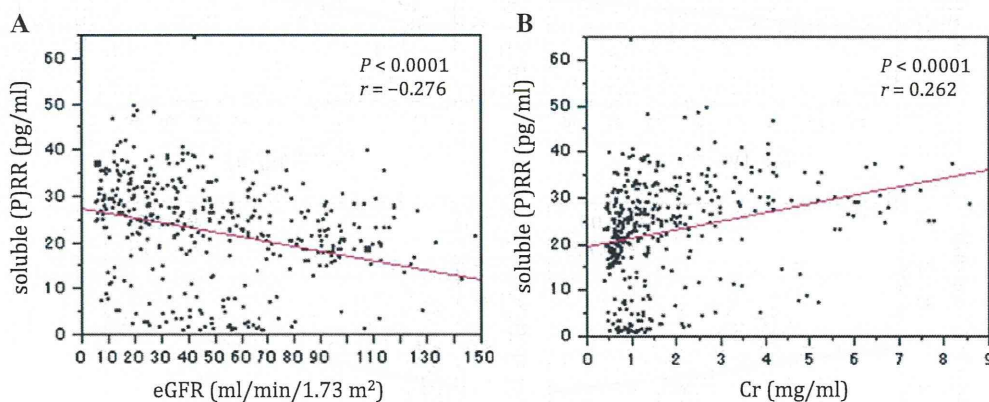 A
P < 0.0001
r = −0.276
soluble (P)RR (pg/ml)
60
50
40
30
20
10
0
0 10 20 30 40 50 60 70 80 90 100 120 150
eGFR (ml/min/1.73 m²)
B
P < 0.0001
r = 0.262
soluble (P)RR (pg/ml)
60
50
40
30
20
10
0
0 1 2 3 4 5 6 7 8 9
Cr (mg/ml)